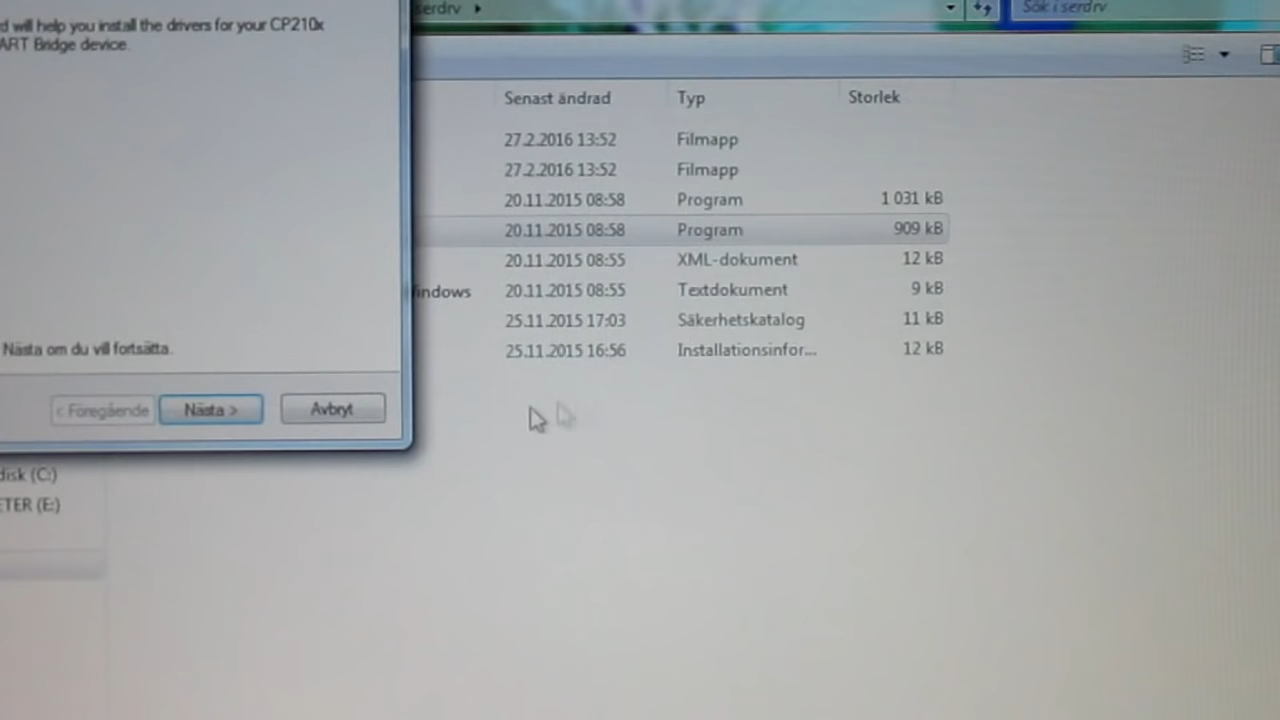 serdrv
Sök i serdrv
d will help you install the drivers for your CP210x
ART Bridge device.
Senast ändrad Typ Storlek
27.2.2016 13:52 Filmapp
27.2.2016 13:52 Filmapp
20.11.2015 08:58 Program 1 031 kB
20.11.2015 08:58 Program 909 kB
20.11.2015 08:55 XML-dokument 12 kB
indows 20.11.2015 08:55 Textdokument 9 kB
25.11.2015 17:03 Säkerhetskatalog 11 kB
25.11.2015 16:56 Installationsinfor... 12 kB
Nästa om du vill fortsätta.
< Föregående Nästa > Avbryt
disk (C:)
ETER (E:)